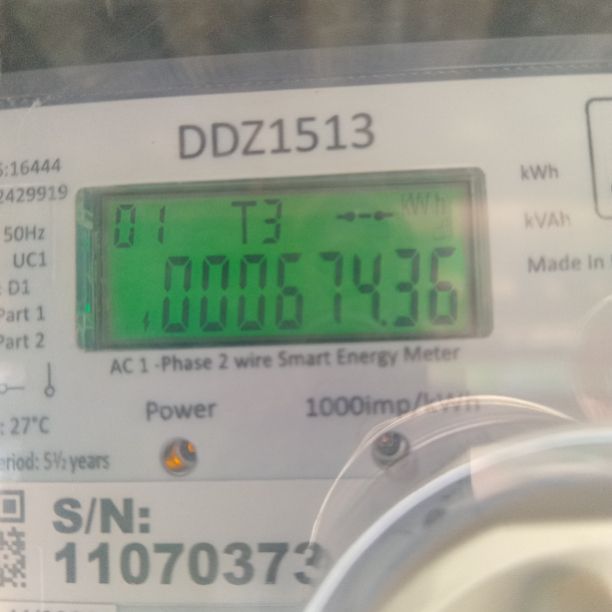 DDZ1513
:16444
2429919
50Hz
UC1
: D1
Part 1
Part 2
: 27°C
eriod: 5½ years
01 T3 kWh
000674.36
kWh
kVAh
Made in
AC 1 -Phase 2 wire Smart Energy Meter
Power
1000imp/kWh
S/N:
11070373